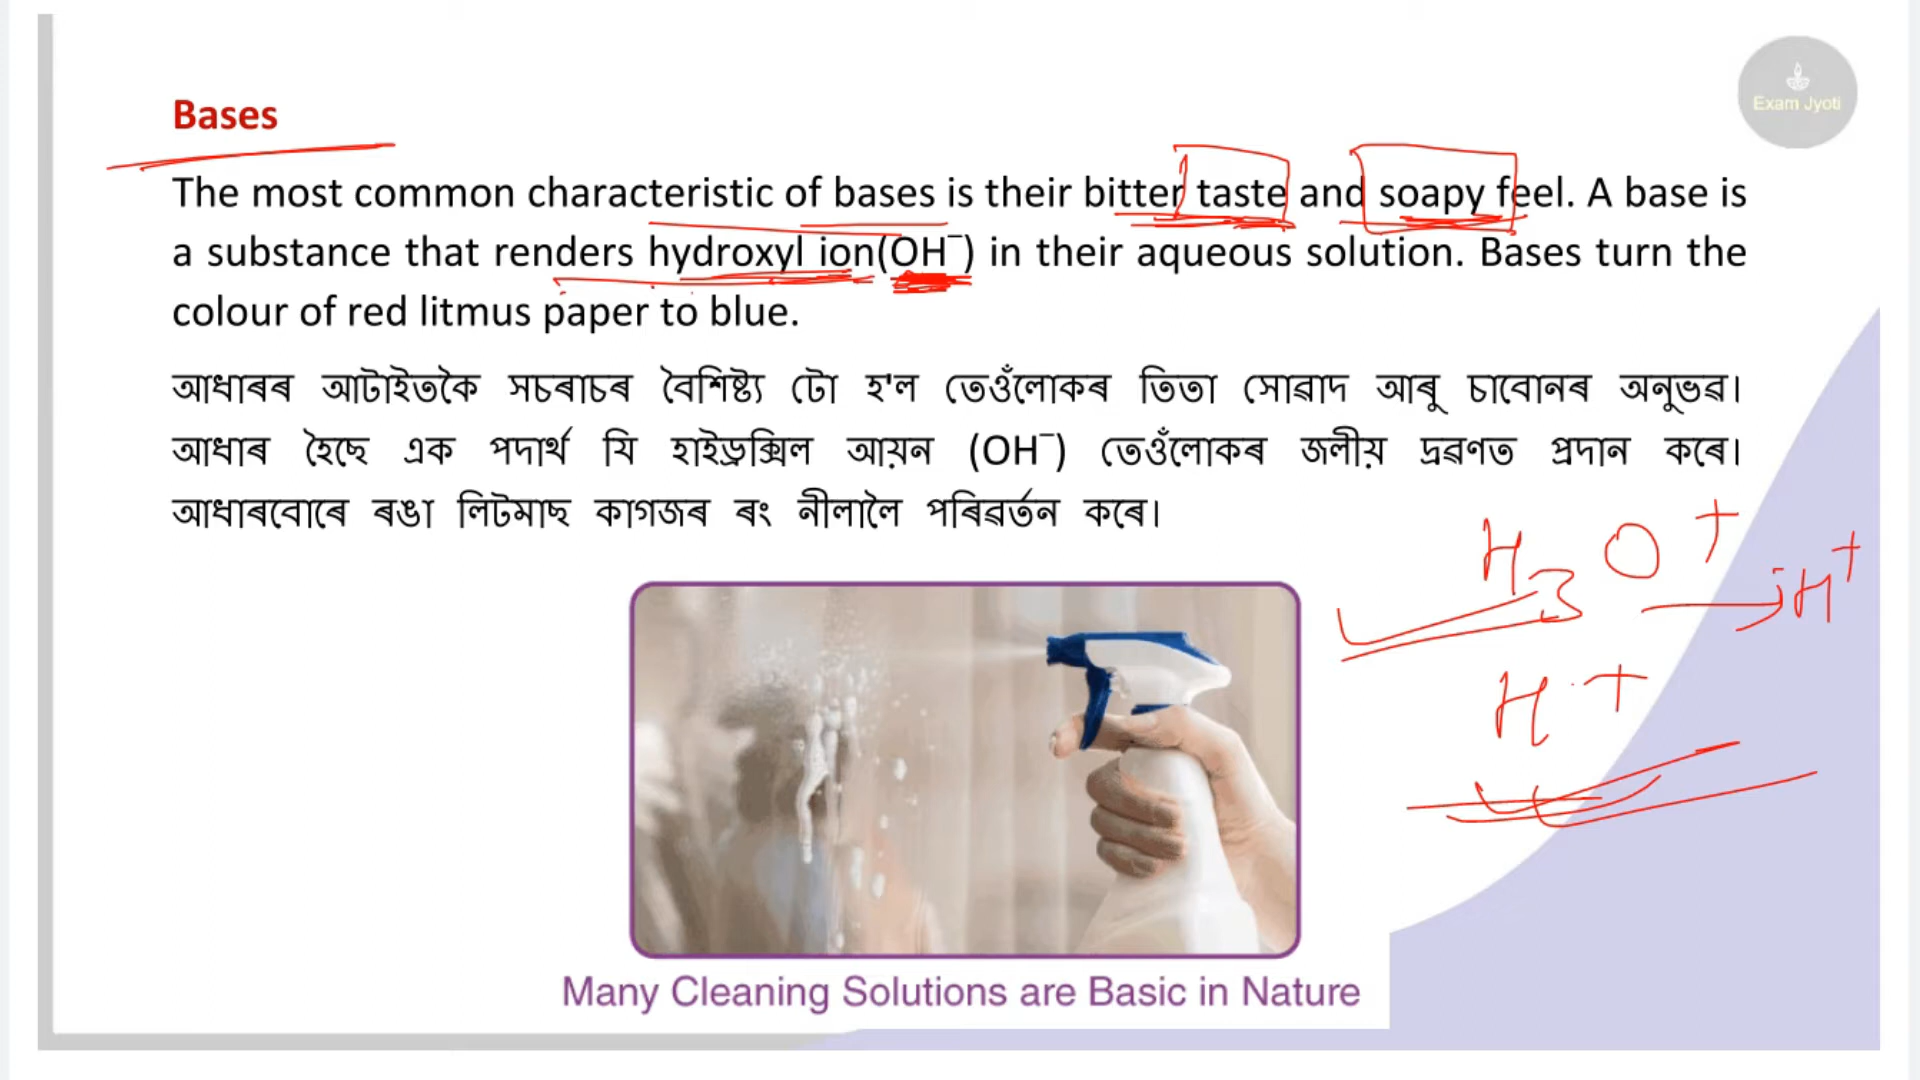 Exam Jyoti
Bases
The most common characteristic of bases is their bitter taste and soapy feel. A base is
a substance that renders hydroxyl ion(OH⁻) in their aqueous solution. Bases turn the
colour of red litmus paper to blue.
আধাৰৰ আটাইতকৈ সচৰাচৰ বৈশিষ্ট্য টো হ'ল তেওঁলোকৰ তিতা সোৱাদ আৰু চাবোনৰ অনুভৱ।
আধাৰ হৈছে এক পদাৰ্থ যি হাইড্ৰক্সিল আয়ন (OH⁻) তেওঁলোকৰ জলীয় দ্ৰৱণত প্ৰদান কৰে।
আধাৰবোৰে ৰঙা লিটমাছ কাগজৰ ৰং নীলালৈ পৰিৱৰ্তন কৰে।
H₃O⁺
H⁺
H⁺
Many Cleaning Solutions are Basic in Nature